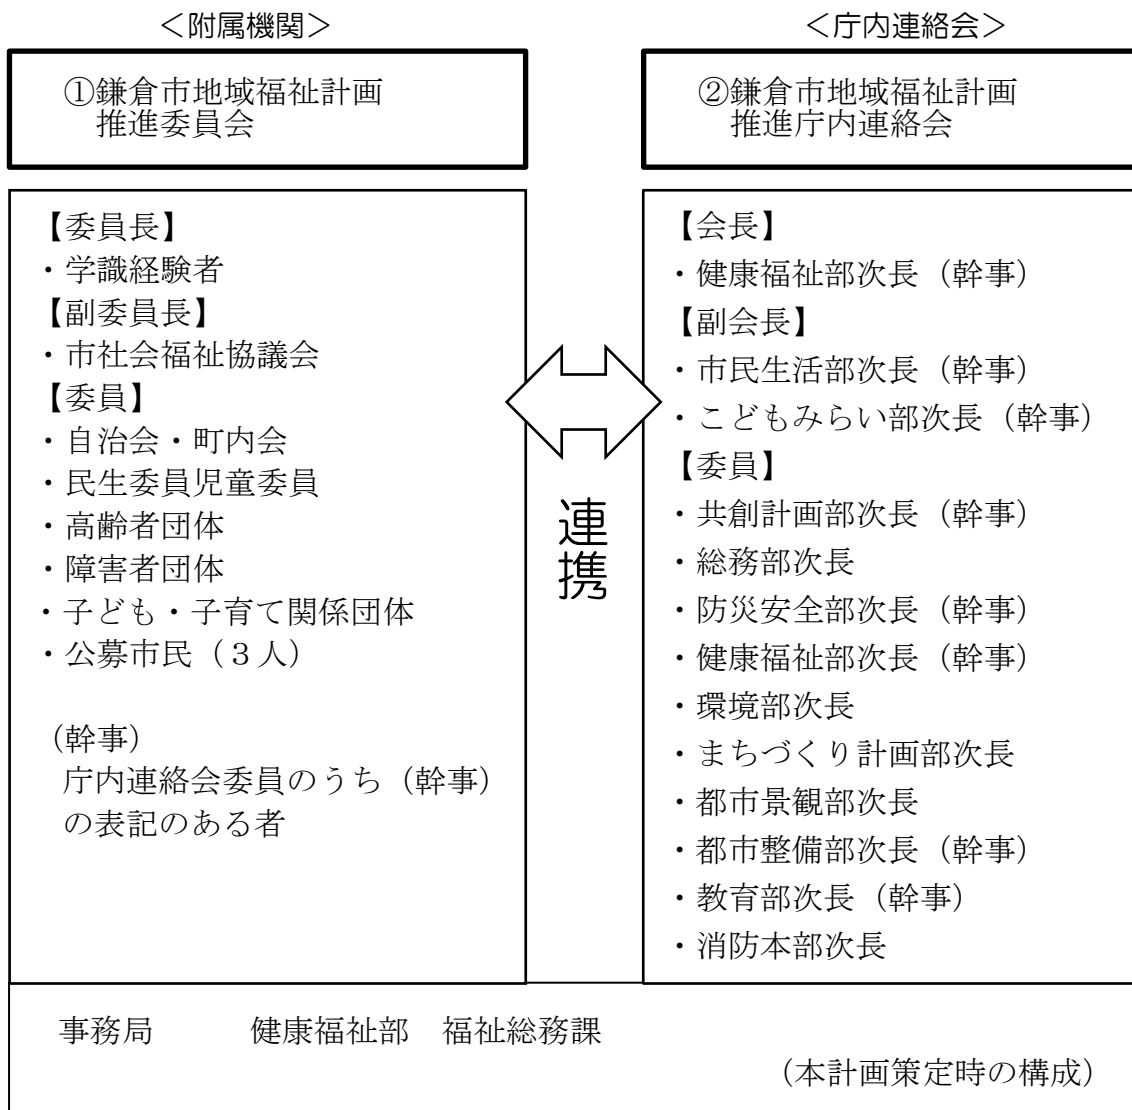 ＜附属機関＞
①鎌倉市地域福祉計画
推進委員会
【委員長】
・学識経験者
【副委員長】
・市社会福祉協議会
【委員】
・自治会・町内会
・民生委員児童委員
・高齢者団体
・障害者団体
・子ども・子育て関係団体
・公募市民（３人）
（幹事）
庁内連絡会委員のうち（幹事）
の表記のある者
連
携
＜庁内連絡会＞
②鎌倉市地域福祉計画
推進庁内連絡会
【会長】
・健康福祉部次長（幹事）
【副会長】
・市民生活部次長（幹事）
・こどもみらい部次長（幹事）
【委員】
・共創計画部次長（幹事）
・総務部次長
・防災安全部次長（幹事）
・健康福祉部次長（幹事）
・環境部次長
・まちづくり計画部次長
・都市景観部次長
・都市整備部次長（幹事）
・教育部次長（幹事）
・消防本部次長
事務局　　　健康福祉部　福祉総務課
（本計画策定時の構成）